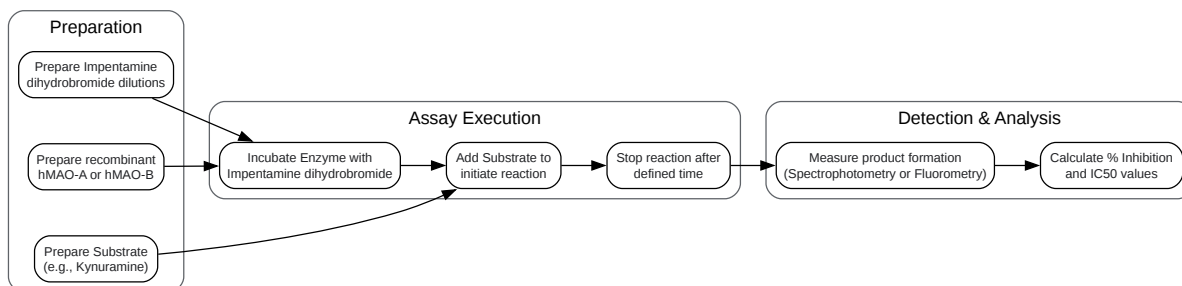 Preparation
Prepare Impentamine
dihydrobromide dilutions
Prepare recombinant
hMAO-A or hMAO-B
Prepare Substrate
(e.g., Kynuramine)
Assay Execution
Incubate Enzyme with
Impentamine dihydrobromide
Add Substrate to
initiate reaction
Stop reaction after
defined time
Detection & Analysis
Measure product formation
(Spectrophotometry or Fluorometry)
Calculate % Inhibition
and IC50 values